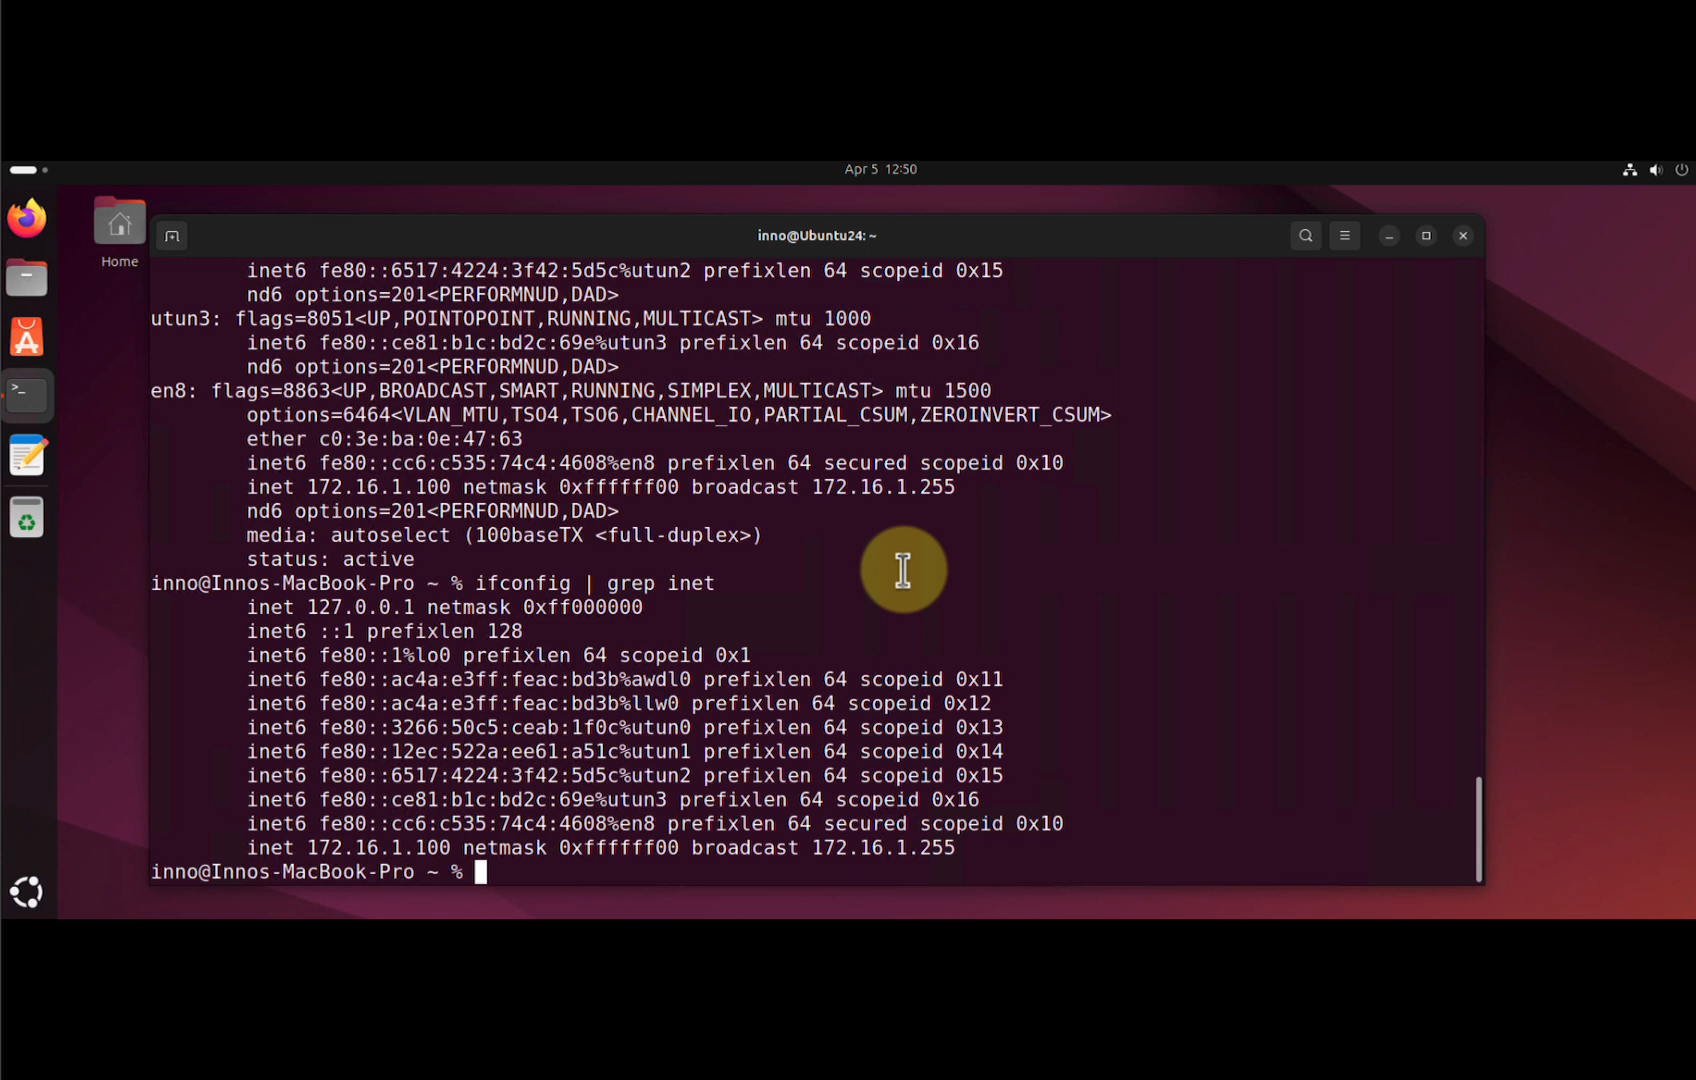 Apr 5 12:50
Home
inno@Ubuntu24: ~
inet6 fe80::6517:4224:3f42:5d5c%utun2 prefixlen 64 scopeid 0x15
nd6 options=201<PERFORMNUD,DAD>
utun3: flags=8051<UP,POINTOPOINT,RUNNING,MULTICAST> mtu 1000
inet6 fe80::ce81:b1c:bd2c:69e%utun3 prefixlen 64 scopeid 0x16
nd6 options=201<PERFORMNUD,DAD>
en8: flags=8863<UP,BROADCAST,SMART,RUNNING,SIMPLEX,MULTICAST> mtu 1500
options=6464<VLAN_MTU,TSO4,TSO6,CHANNEL_IO,PARTIAL_CSUM,ZEROINVERT_CSUM>
ether c0:3e:ba:0e:47:63
inet6 fe80::cc6:c535:74c4:4608%en8 prefixlen 64 secured scopeid 0x10
inet 172.16.1.100 netmask 0xffffff00 broadcast 172.16.1.255
nd6 options=201<PERFORMNUD,DAD>
media: autoselect (100baseTX <full-duplex>)
status: active
inno@Innos-MacBook-Pro ~ % ifconfig | grep inet
inet 127.0.0.1 netmask 0xff000000
inet6 ::1 prefixlen 128
inet6 fe80::1%lo0 prefixlen 64 scopeid 0x1
inet6 fe80::ac4a:e3ff:feac:bd3b%awdl0 prefixlen 64 scopeid 0x11
inet6 fe80::ac4a:e3ff:feac:bd3b%llw0 prefixlen 64 scopeid 0x12
inet6 fe80::3266:50c5:ceab:1f0c%utun0 prefixlen 64 scopeid 0x13
inet6 fe80::12ec:522a:ee61:a51c%utun1 prefixlen 64 scopeid 0x14
inet6 fe80::6517:4224:3f42:5d5c%utun2 prefixlen 64 scopeid 0x15
inet6 fe80::ce81:b1c:bd2c:69e%utun3 prefixlen 64 scopeid 0x16
inet6 fe80::cc6:c535:74c4:4608%en8 prefixlen 64 secured scopeid 0x10
inet 172.16.1.100 netmask 0xffffff00 broadcast 172.16.1.255
inno@Innos-MacBook-Pro ~ %